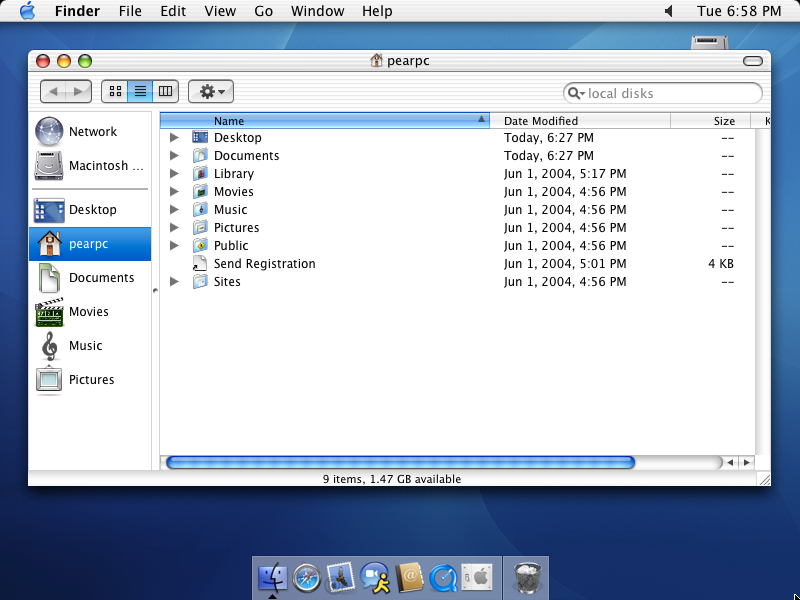 Finder File Edit View Go Window Help Tue 6:58 PM
pearpc
local disks
Name Date Modified Size K
Network
Macintosh ...
Desktop
pearpc
Documents
Movies
Music
Pictures
Desktop Today, 6:27 PM --
Documents Today, 6:27 PM --
Library Jun 1, 2004, 5:17 PM --
Movies Jun 1, 2004, 4:56 PM --
Music Jun 1, 2004, 4:56 PM --
Pictures Jun 1, 2004, 4:56 PM --
Public Jun 1, 2004, 4:56 PM --
Send Registration Jun 1, 2004, 5:01 PM 4 KB
Sites Jun 1, 2004, 4:56 PM --
9 items, 1.47 GB available